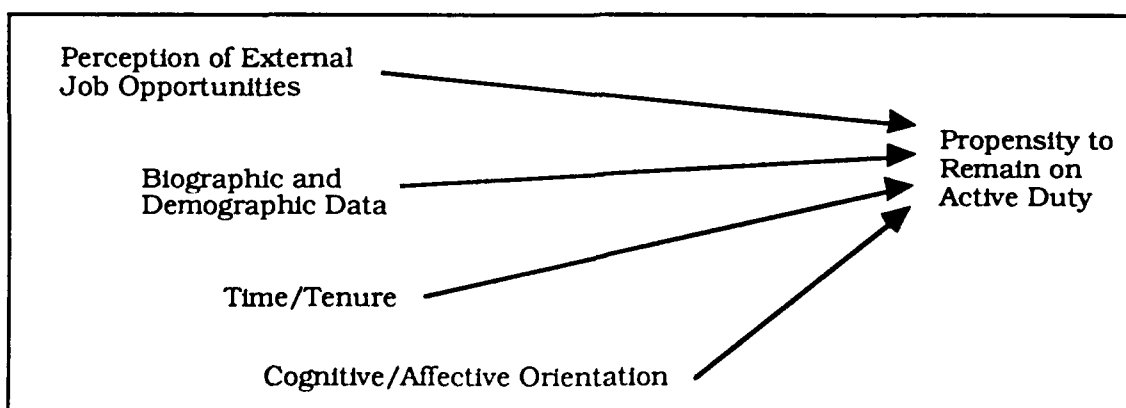 Perception of External
Job Opportunities
Biographic and
Demographic Data
Time/Tenure
Cognitive/Affective Orientation
Propensity to
Remain on
Active Duty